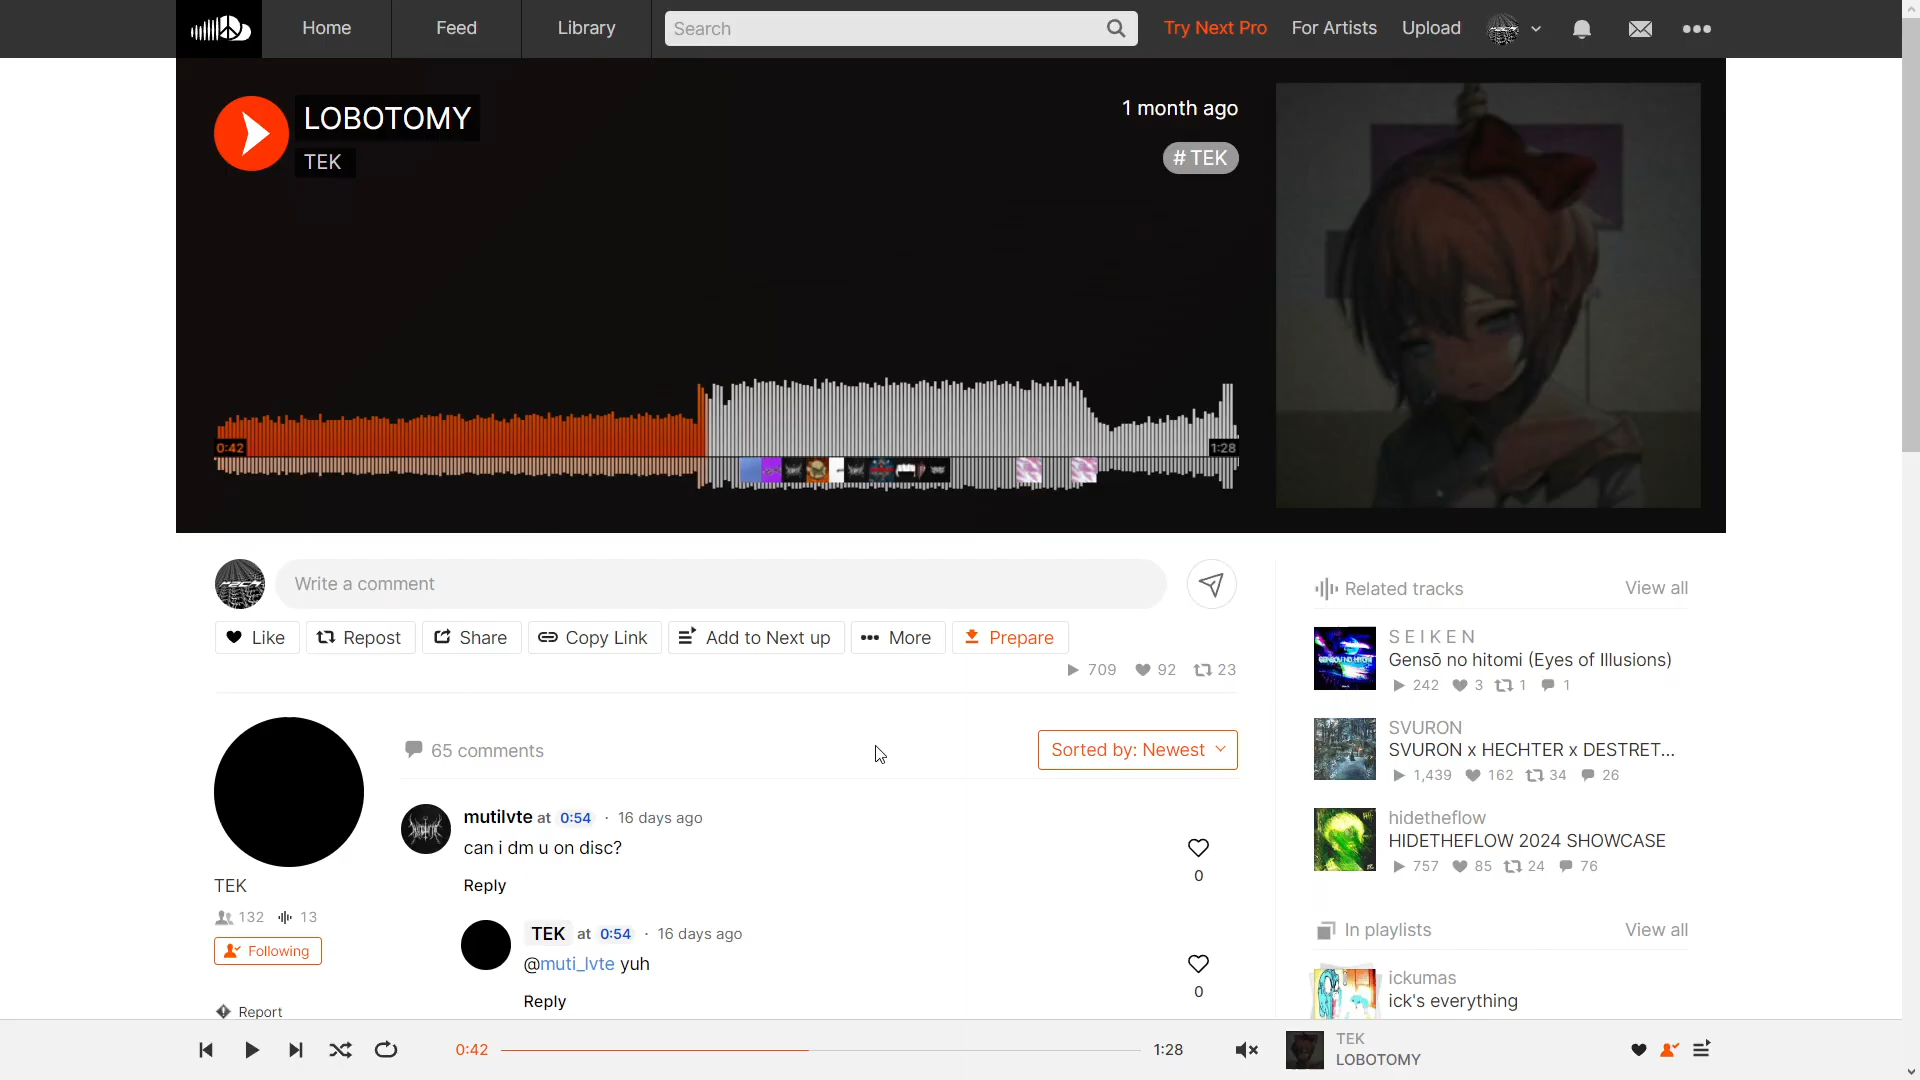 Home
Feed
Library
Search
Try Next Pro
For Artists
Upload
LOBOTOMY
TEK
1 month ago
# TEK
0:42
1:28
Write a comment
Like
Repost
Share
Copy Link
Add to Next up
More
Prepare
709
92
23
65 comments
Sorted by: Newest
mutilvte at 0:54 · 16 days ago
can i dm u on disc?
Reply
0
TEK at 0:54 · 16 days ago
@muti_lvte yuh
Reply
0
TEK
132
13
Following
Report
Related tracks
View all
S E I K E N
Gensō no hitomi (Eyes of Illusions)
242
3
1
1
SVURON
SVURON x HECHTER x DESTRET...
1,439
162
34
26
hidetheflow
HIDETHEFLOW 2024 SHOWCASE
757
85
24
76
In playlists
View all
ickumas
ick's everything
0:42
1:28
TEK
LOBOTOMY